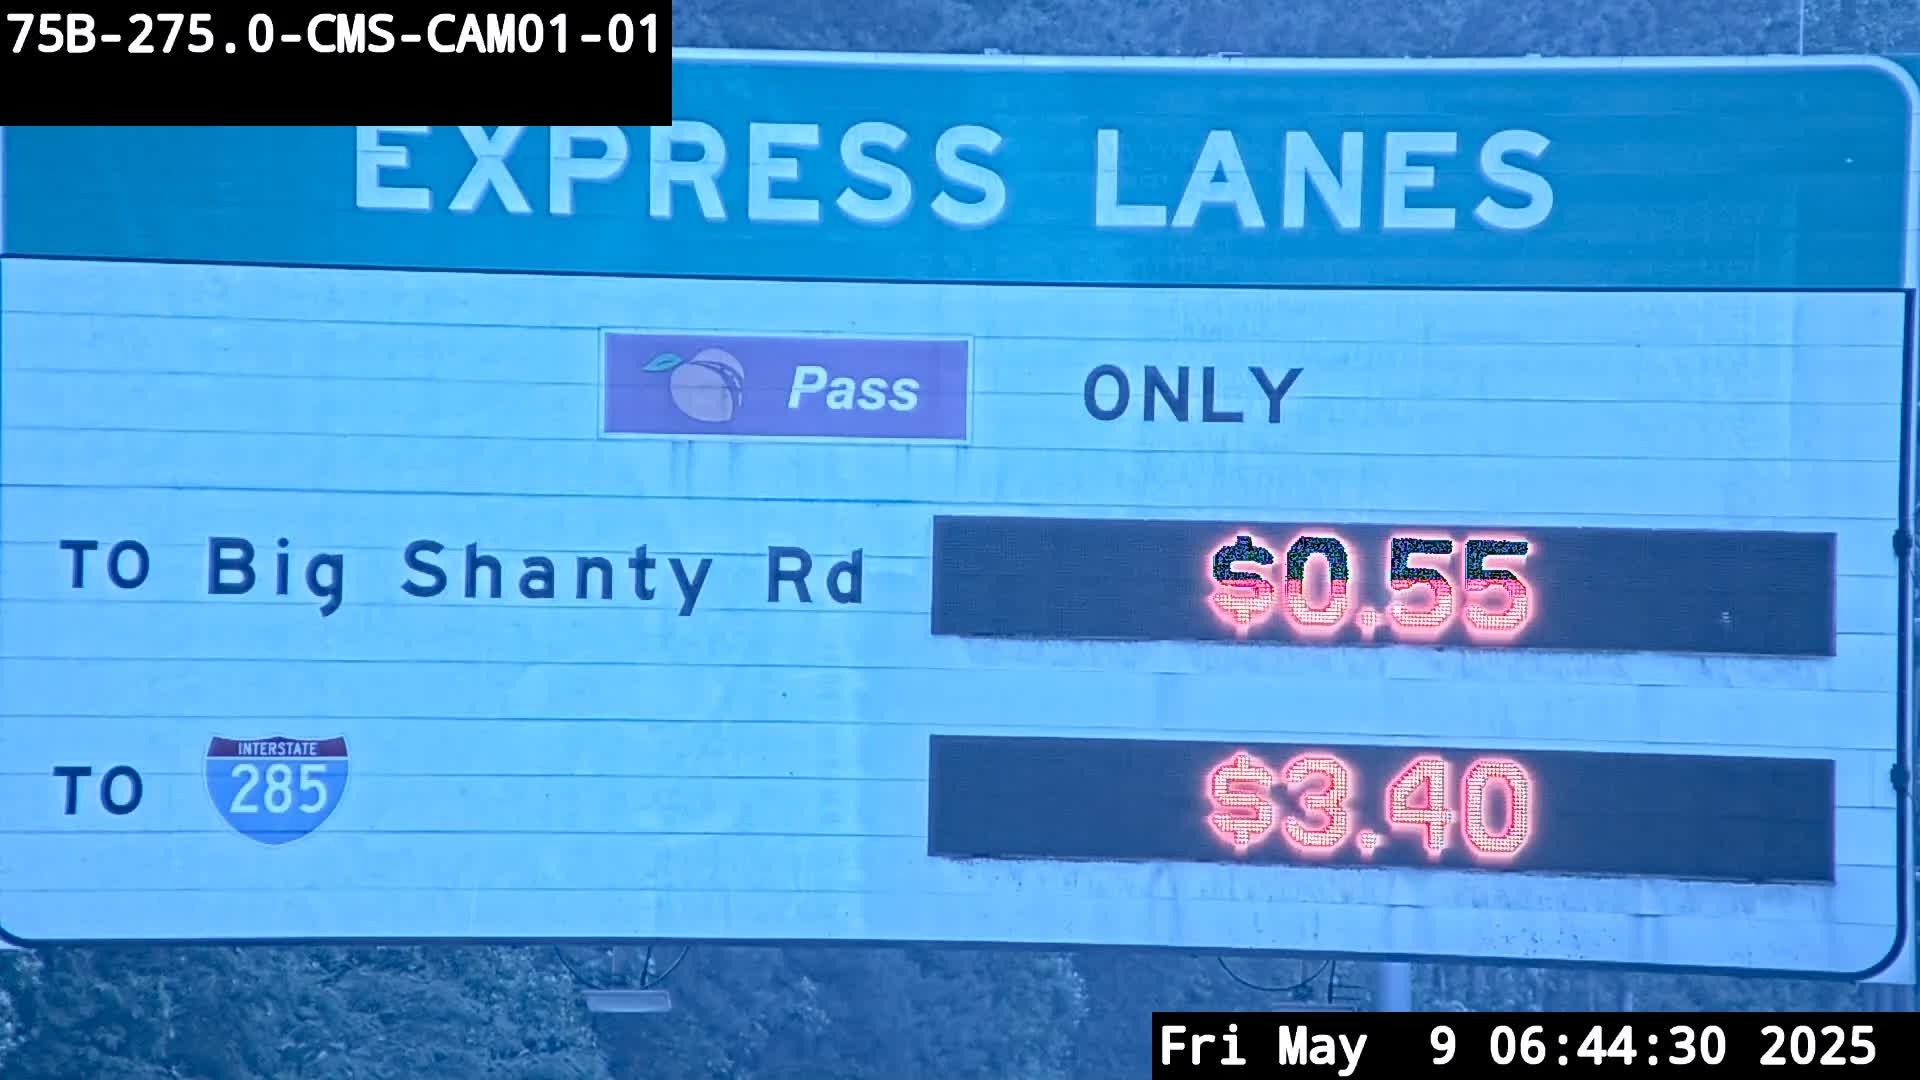 75B-275.0-CMS-CAM01-01
EXPRESS LANES
Pass ONLY
TO Big Shanty Rd $0.55
TO INTERSTATE 285 $3.40
Fri May 9 06:44:30 2025